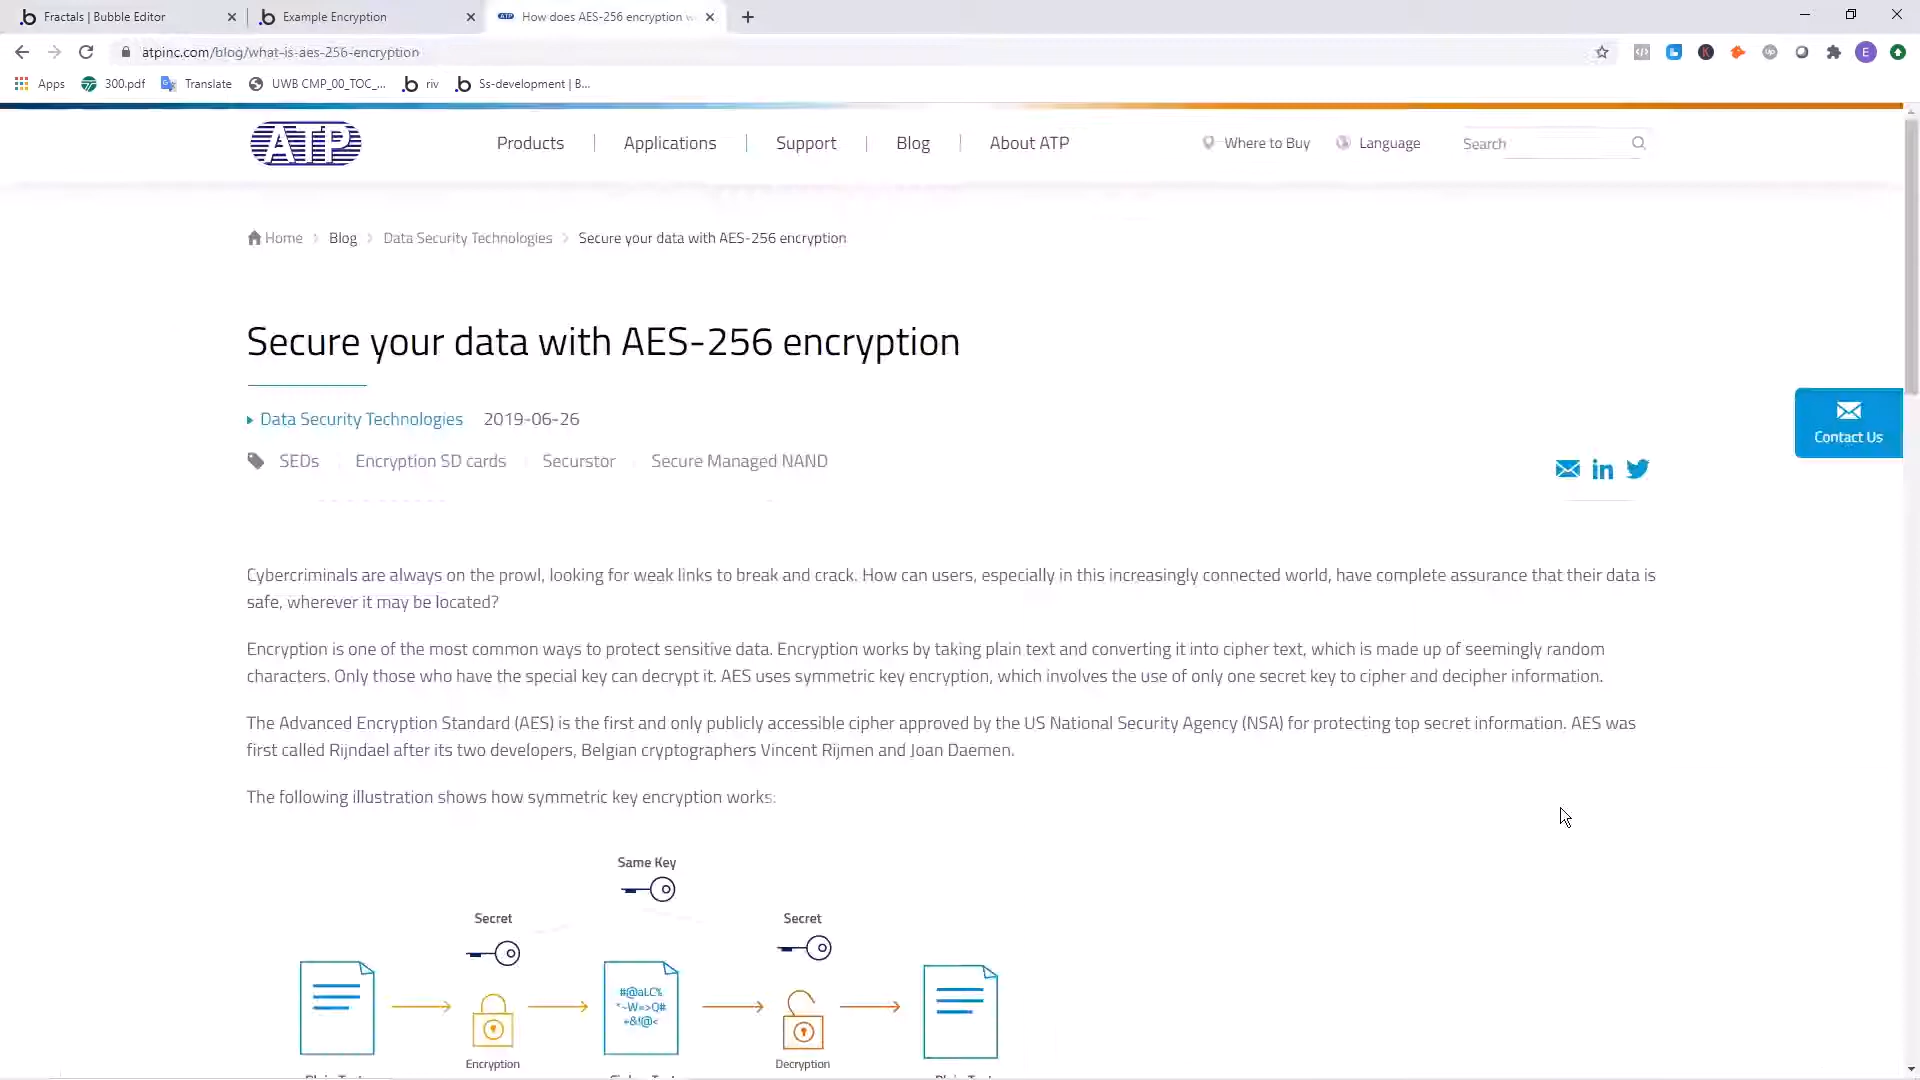 Fractals | Bubble Editor
Example Encryption
How does AES-256 encryption w
atpinc.com/blog/what-is-aes-256-encryption
Apps
300.pdf
Translate
UWB CMP_00_TOC_...
riv
Ss-development | B...
E
ATP
Products
Applications
Support
Blog
About ATP
Where to Buy
Language
Search
Home
Blog
Data Security Technologies
Secure your data with AES-256 encryption
Secure your data with AES-256 encryption
Data Security Technologies 2019-06-26
SEDs
Encryption SD cards
Securstor
Secure Managed NAND
Contact Us
Cybercriminals are always on the prowl, looking for weak links to break and crack. How can users, especially in this increasingly connected world, have complete assurance that their data is
safe, wherever it may be located?
Encryption is one of the most common ways to protect sensitive data. Encryption works by taking plain text and converting it into cipher text, which is made up of seemingly random
characters. Only those who have the special key can decrypt it. AES uses symmetric key encryption, which involves the use of only one secret key to cipher and decipher information.
The Advanced Encryption Standard (AES) is the first and only publicly accessible cipher approved by the US National Security Agency (NSA) for protecting top secret information. AES was
first called Rijndael after its two developers, Belgian cryptographers Vincent Rijmen and Joan Daemen.
The following illustration shows how symmetric key encryption works:
Same Key
Secret
Secret
#@aLC%
*~W=>Q#
+&!@<
Encryption
Decryption